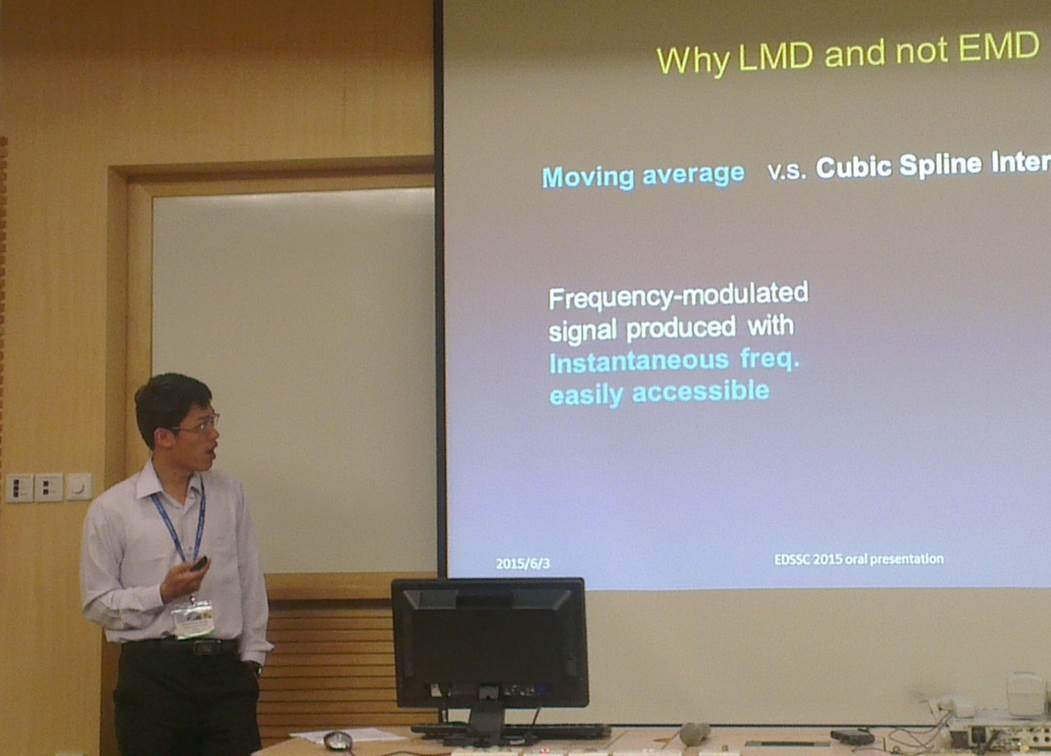 Why LMD and not EMD
Moving average v.s. Cubic Spline Inter
Frequency-modulated
signal produced with
Instantaneous freq.
easily accessible
2015/6/3
EDSSC 2015 oral presentation